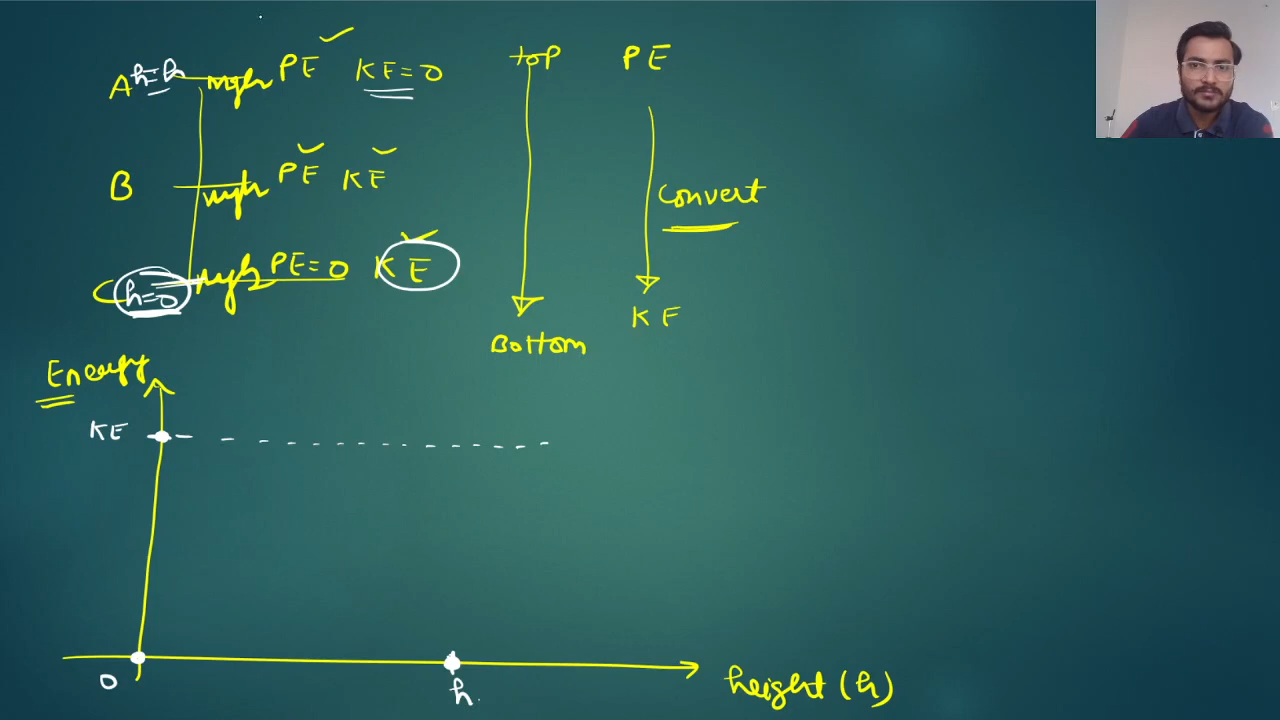 A h=h mgh PE KE=0
B mgh PE KE
C h=0 mgh PE=0 KE
top
Bottom
PE
Convert
KE
Energy
KE
0
h
height (h)